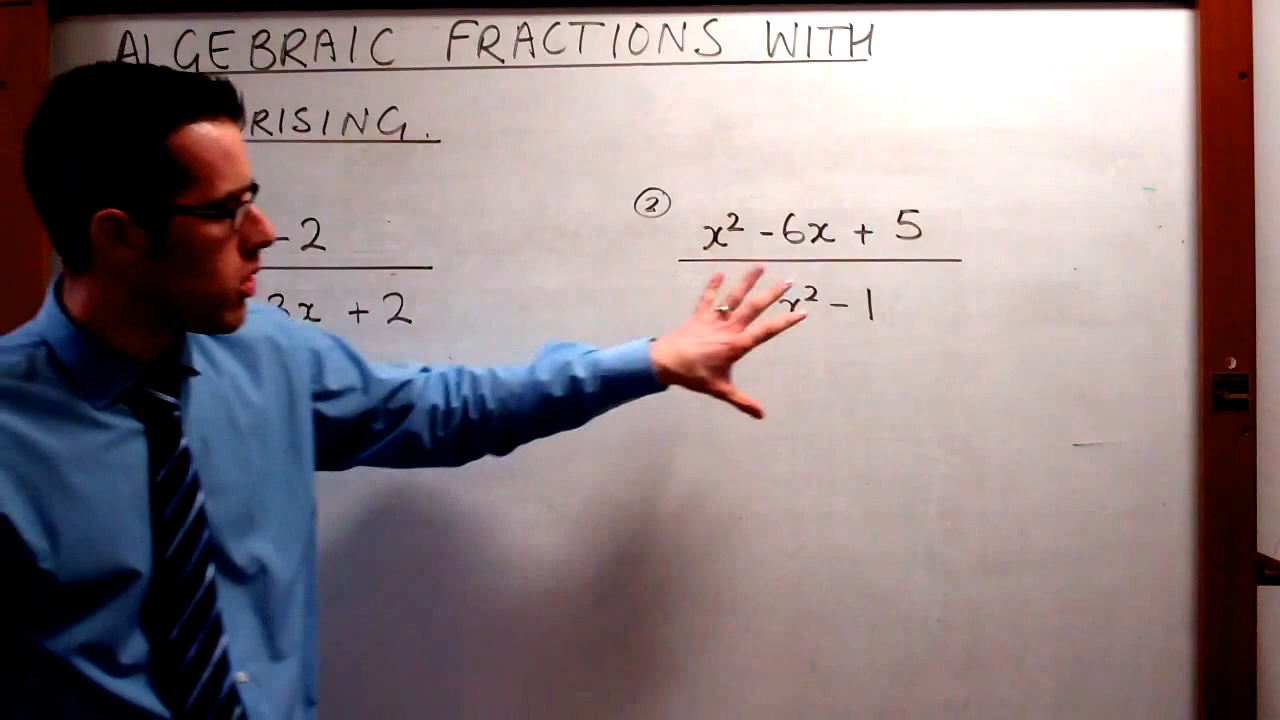 ALGEBRAIC FRACTIONS WITH
RISING.
- 2
3x + 2
②
x² - 6x + 5
x² - 1